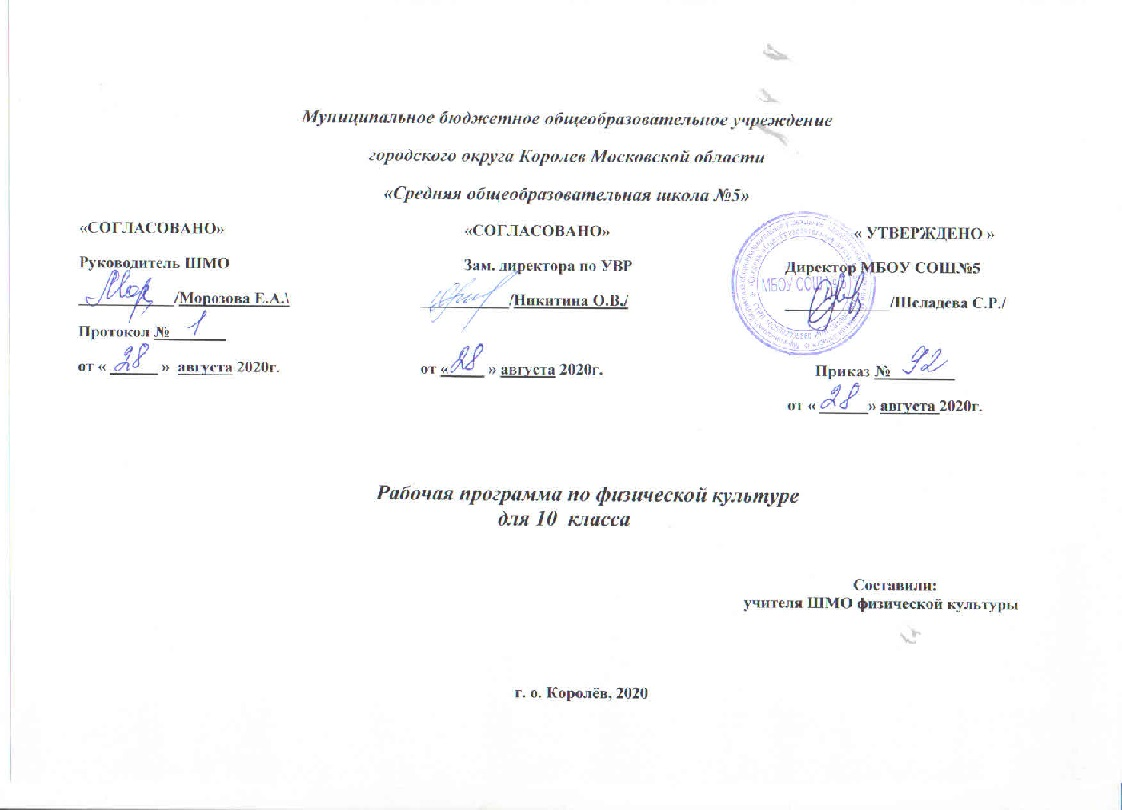 Муниципальное бюджетное общеобразовательное учреждение
городского округа Королев Московской области
«Средняя общеобразовательная школа №5»
«СОГЛАСОВАНО»
Руководитель ШМО
/Морозова Е.А.\
Протокол № 1
от « 28 » августа 2020г.
«СОГЛАСОВАНО»
Зам. директора по УВР
/Никитина О.В./
от «28 » августа 2020г.
« УТВЕРЖДЕНО »
Директор МБОУ СОШ№5
МБОУ СОШ
/Шеладева С.Р./
Приказ № 92
от « 28 » августа 2020г.
Рабочая программа по физической культуре
для 10 класса
Составили:
учителя ШМО физической культуры
г. о. Королёв, 2020